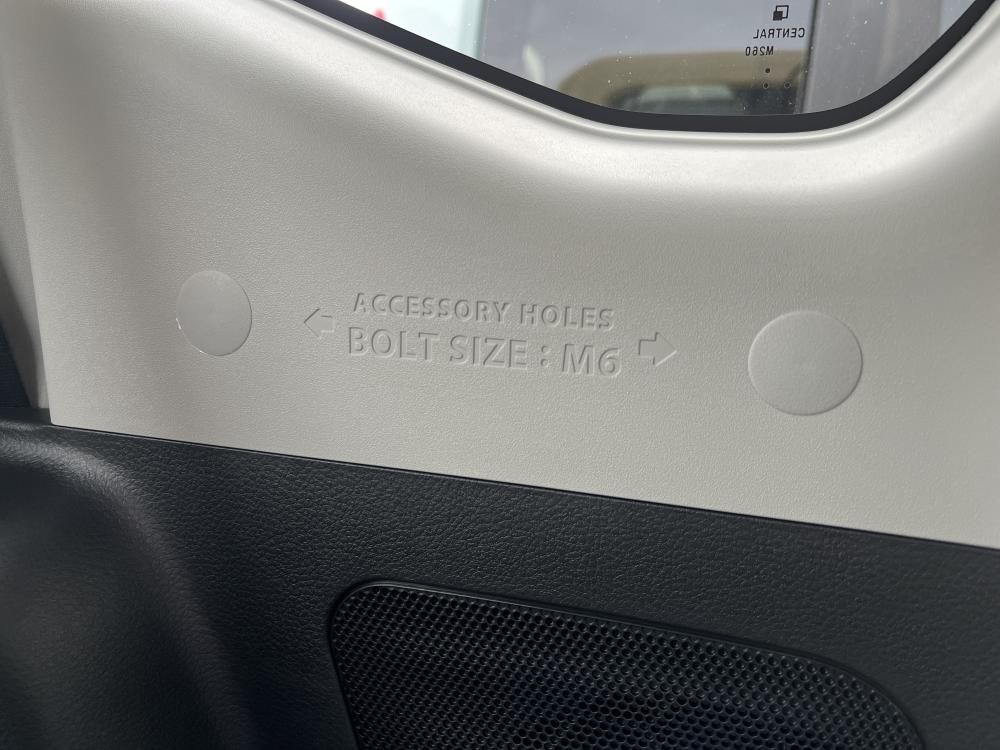 CENTRAL
M260
ACCESSORY HOLES
BOLT SIZE : M6